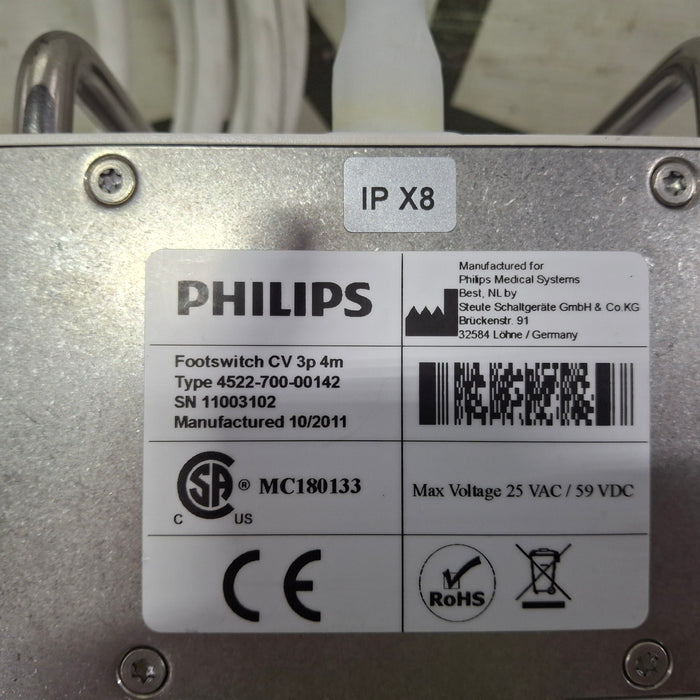 IP X8
PHILIPS
Manufactured for
Philips Medical Systems
Best, NL by
Steute Schaltgeräte GmbH & Co.KG
Brückenstr. 91
32584 Löhne / Germany
Footswitch CV 3p 4m
Type 4522-700-00142
SN 11003102
Manufactured 10/2011
SA ® MC180133
C US
Max Voltage 25 VAC / 59 VDC
CE
RoHS